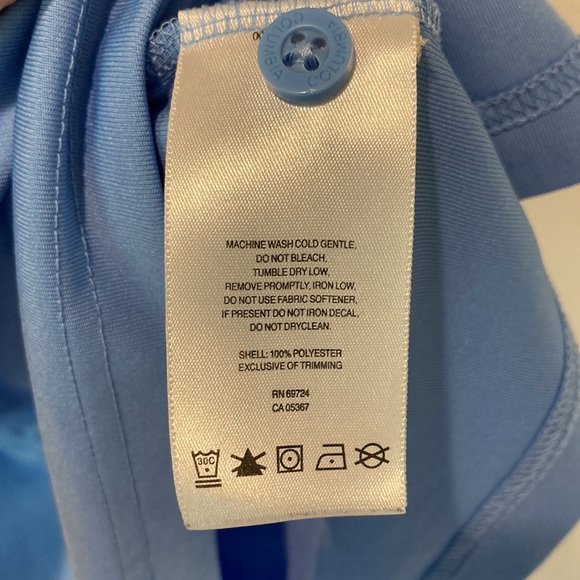 COLUMBIA
MACHINE WASH COLD GENTLE,
DO NOT BLEACH,
TUMBLE DRY LOW,
REMOVE PROMPTLY, IRON LOW,
DO NOT USE FABRIC SOFTENER,
IF PRESENT DO NOT IRON DECAL,
DO NOT DRYCLEAN.
SHELL: 100% POLYESTER
EXCLUSIVE OF TRIMMING
RN 69724
CA 05367
30C